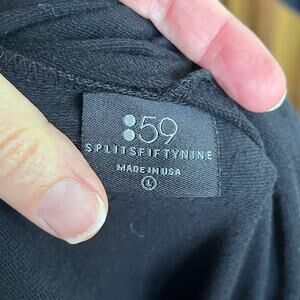 :59
SPLITSFIFTYNINE
MADE IN USA
L